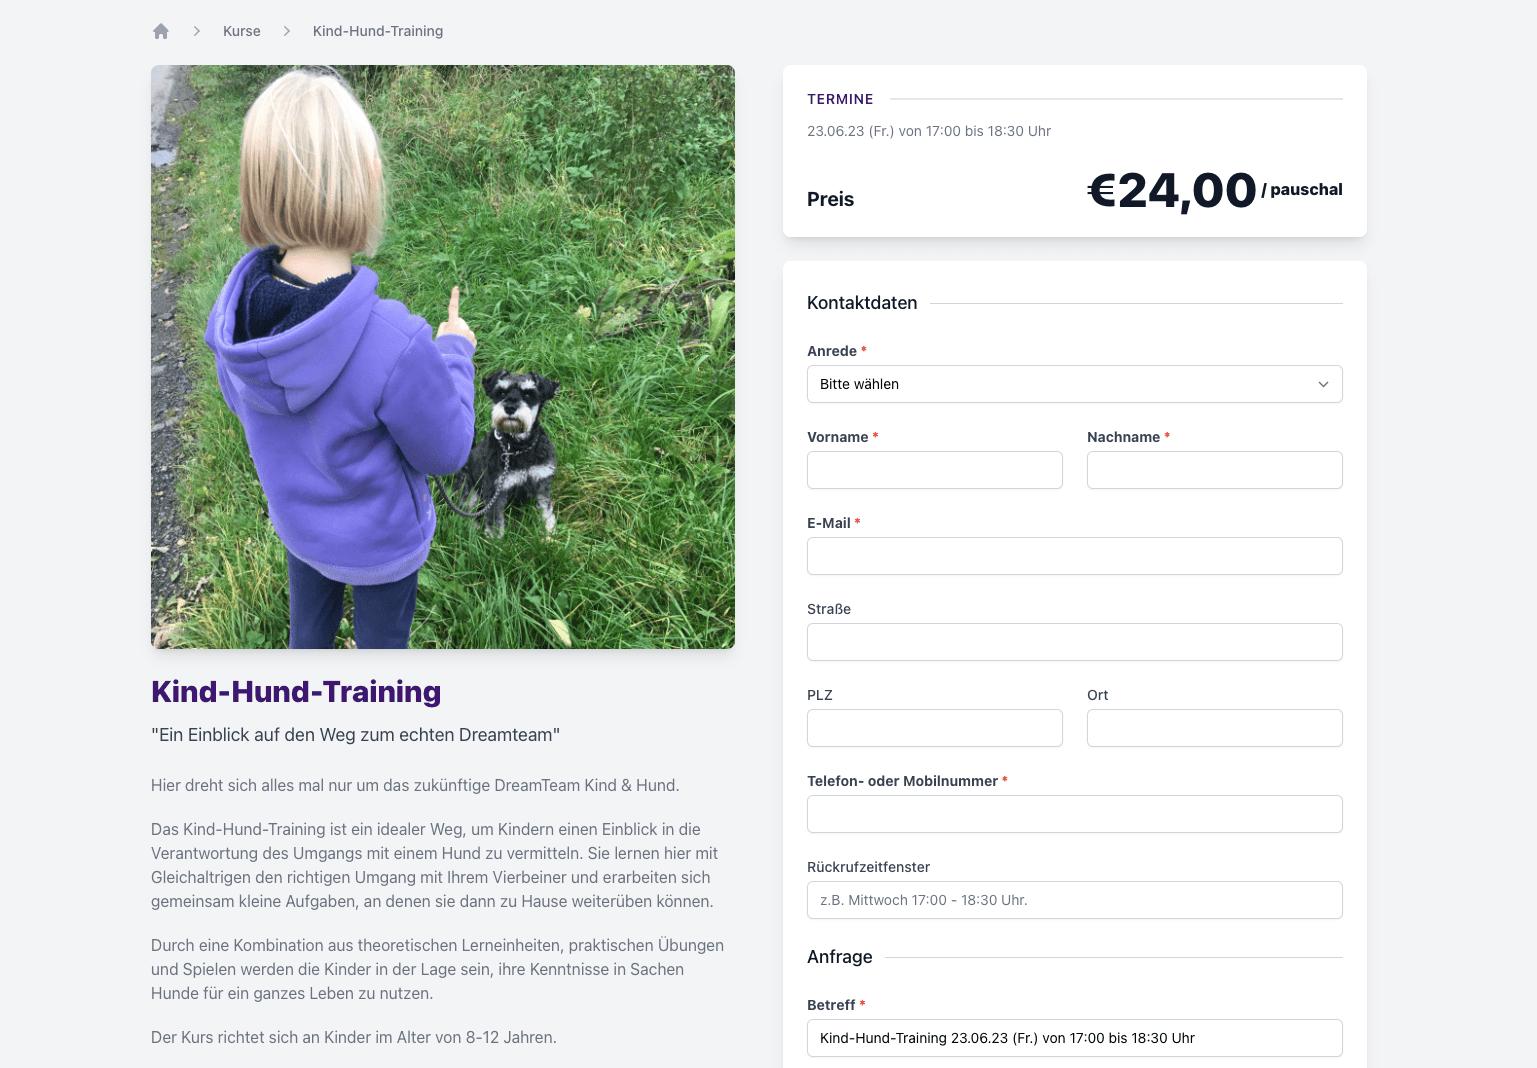 Kurse
Kind-Hund-Training
Kind-Hund-Training
"Ein Einblick auf den Weg zum echten Dreamteam"
Hier dreht sich alles mal nur um das zukünftige DreamTeam Kind & Hund.
Das Kind-Hund-Training ist ein idealer Weg, um Kindern einen Einblick in die
Verantwortung des Umgangs mit einem Hund zu vermitteln. Sie lernen hier mit
Gleichaltrigen den richtigen Umgang mit Ihrem Vierbeiner und erarbeiten sich
gemeinsam kleine Aufgaben, an denen sie dann zu Hause weiterüben können.
Durch eine Kombination aus theoretischen Lerneinheiten, praktischen Übungen
und Spielen werden die Kinder in der Lage sein, ihre Kenntnisse in Sachen
Hunde für ein ganzes Leben zu nutzen.
Der Kurs richtet sich an Kinder im Alter von 8-12 Jahren.
TERMINE
23.06.23 (Fr.) von 17:00 bis 18:30 Uhr
Preis €24,00 / pauschal
Kontaktdaten
Anrede *
Bitte wählen
Vorname * Nachname *
E-Mail *
Straße
PLZ Ort
Telefon- oder Mobilnummer *
Rückrufzeitfenster
z.B. Mittwoch 17:00 - 18:30 Uhr.
Anfrage
Betreff *
Kind-Hund-Training 23.06.23 (Fr.) von 17:00 bis 18:30 Uhr